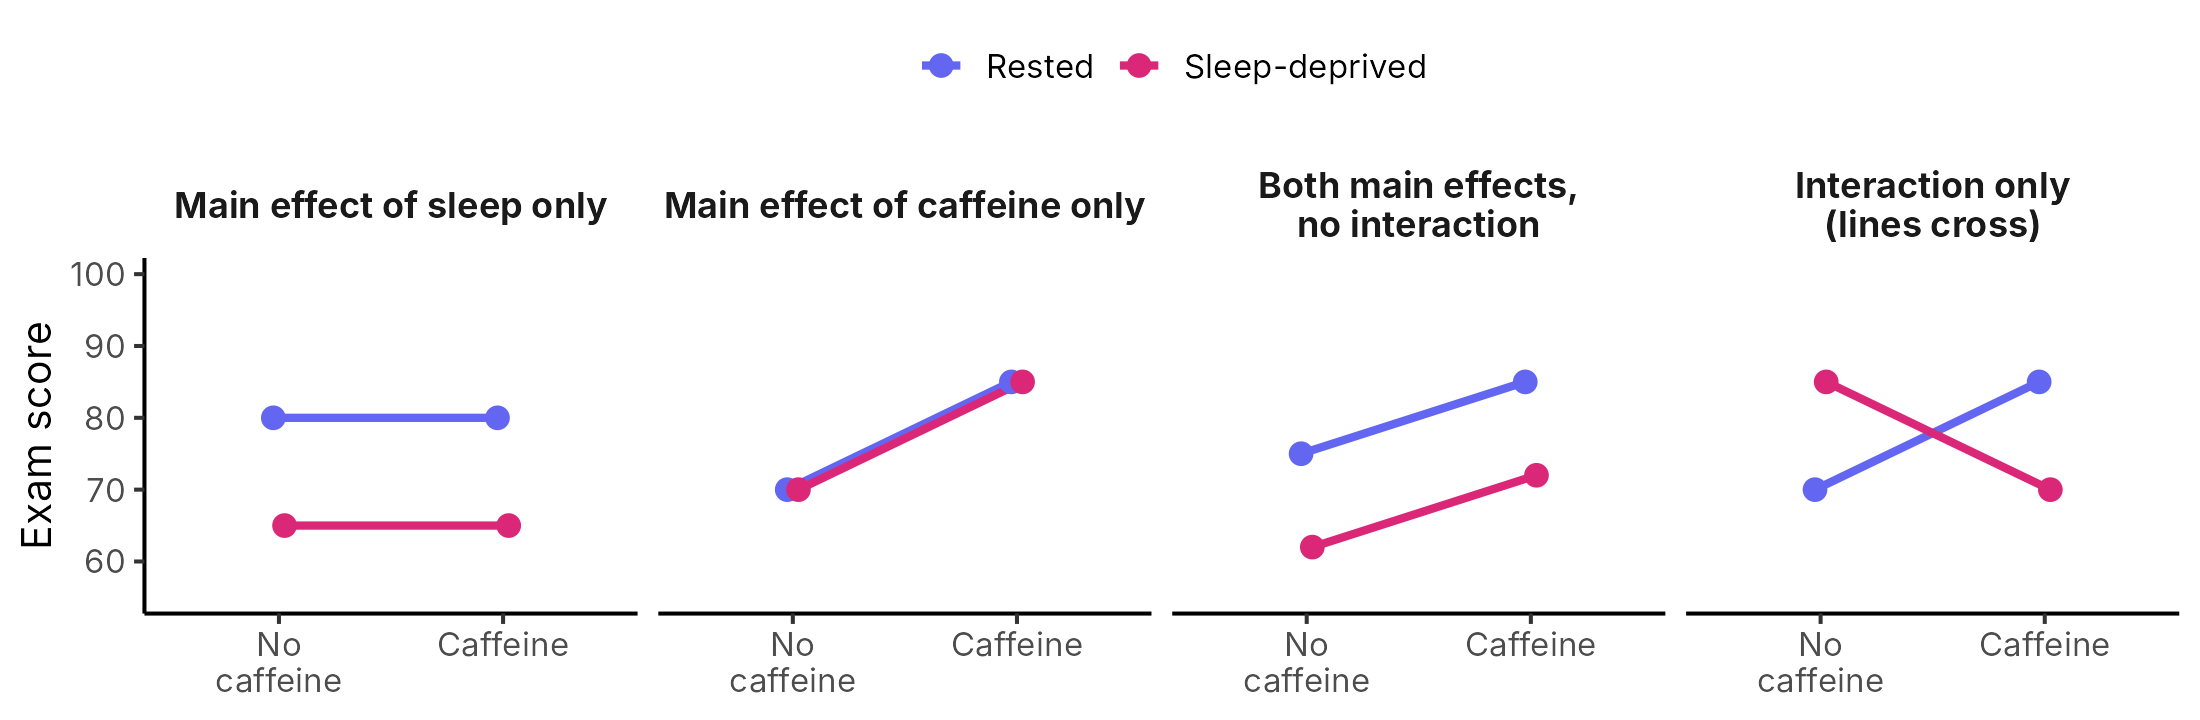 Rested Sleep-deprived
Main effect of sleep only
Main effect of caffeine only
Both main effects,
no interaction
Interaction only
(lines cross)
Exam score
100
90
80
70
60
No
caffeine
Caffeine
No
caffeine
Caffeine
No
caffeine
Caffeine
No
caffeine
Caffeine